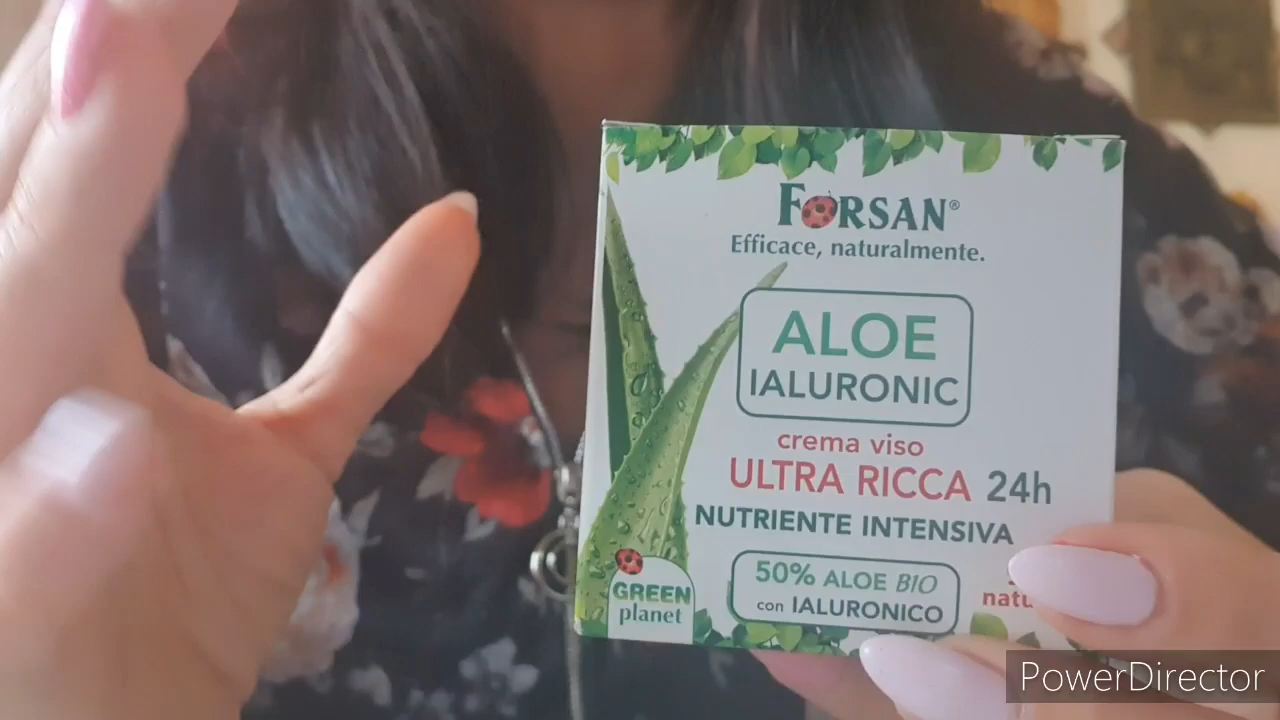 FORSAN®
Efficace, naturalmente.
ALOE
IALURONIC
crema viso
ULTRA RICCA 24h
NUTRIENTE INTENSIVA
50% ALOE BIO
con IALURONICO
GREEN
planet
PowerDirector